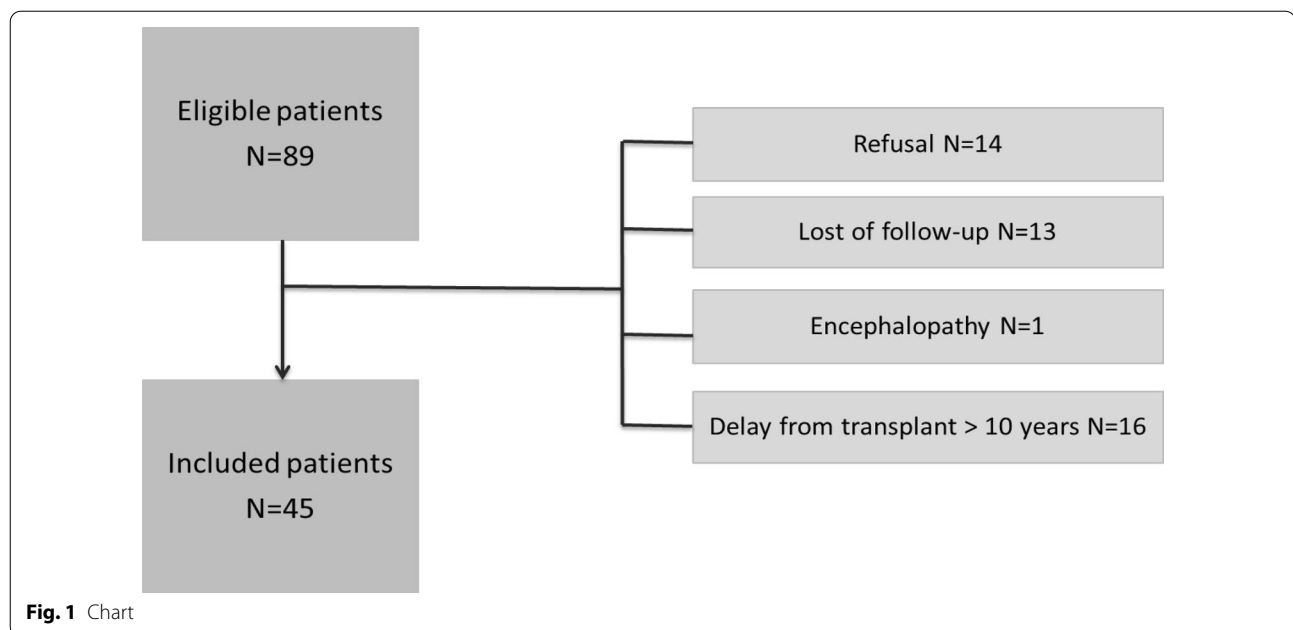 Eligible patients
N=89
Refusal N=14
Lost of follow-up N=13
Encephalopathy N=1
Delay from transplant > 10 years N=16
Included patients
N=45
Fig. 1 Chart